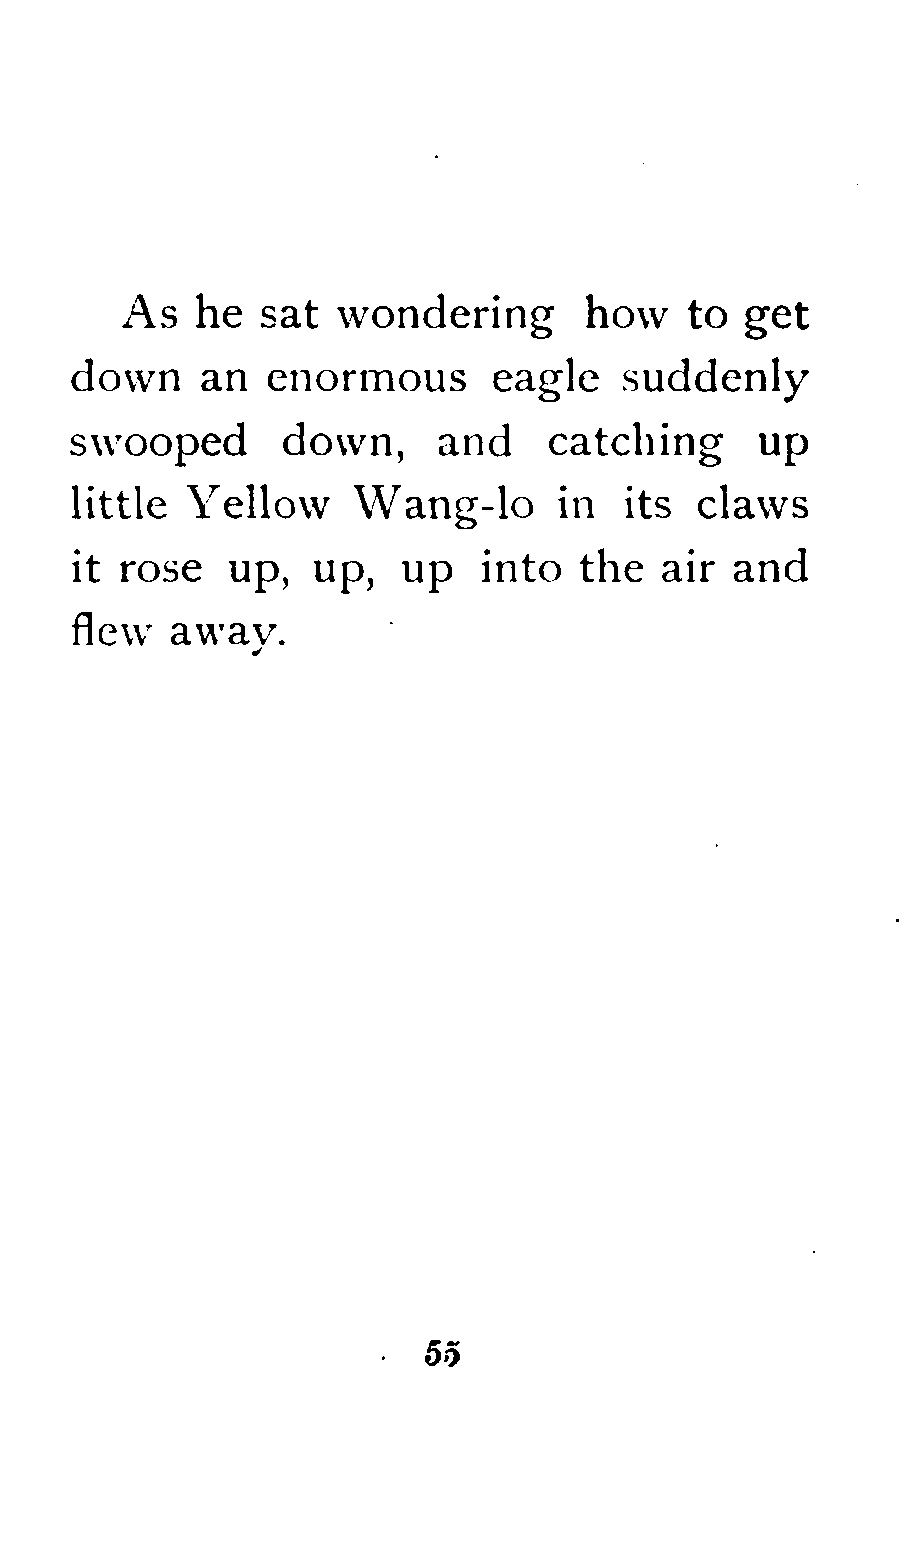 As he sat wondering how to get
down an enormous eagle suddenly
swooped down, and catching up
little Yellow Wang-lo in its claws
it rose up, up, up into the air and
flew away.
55